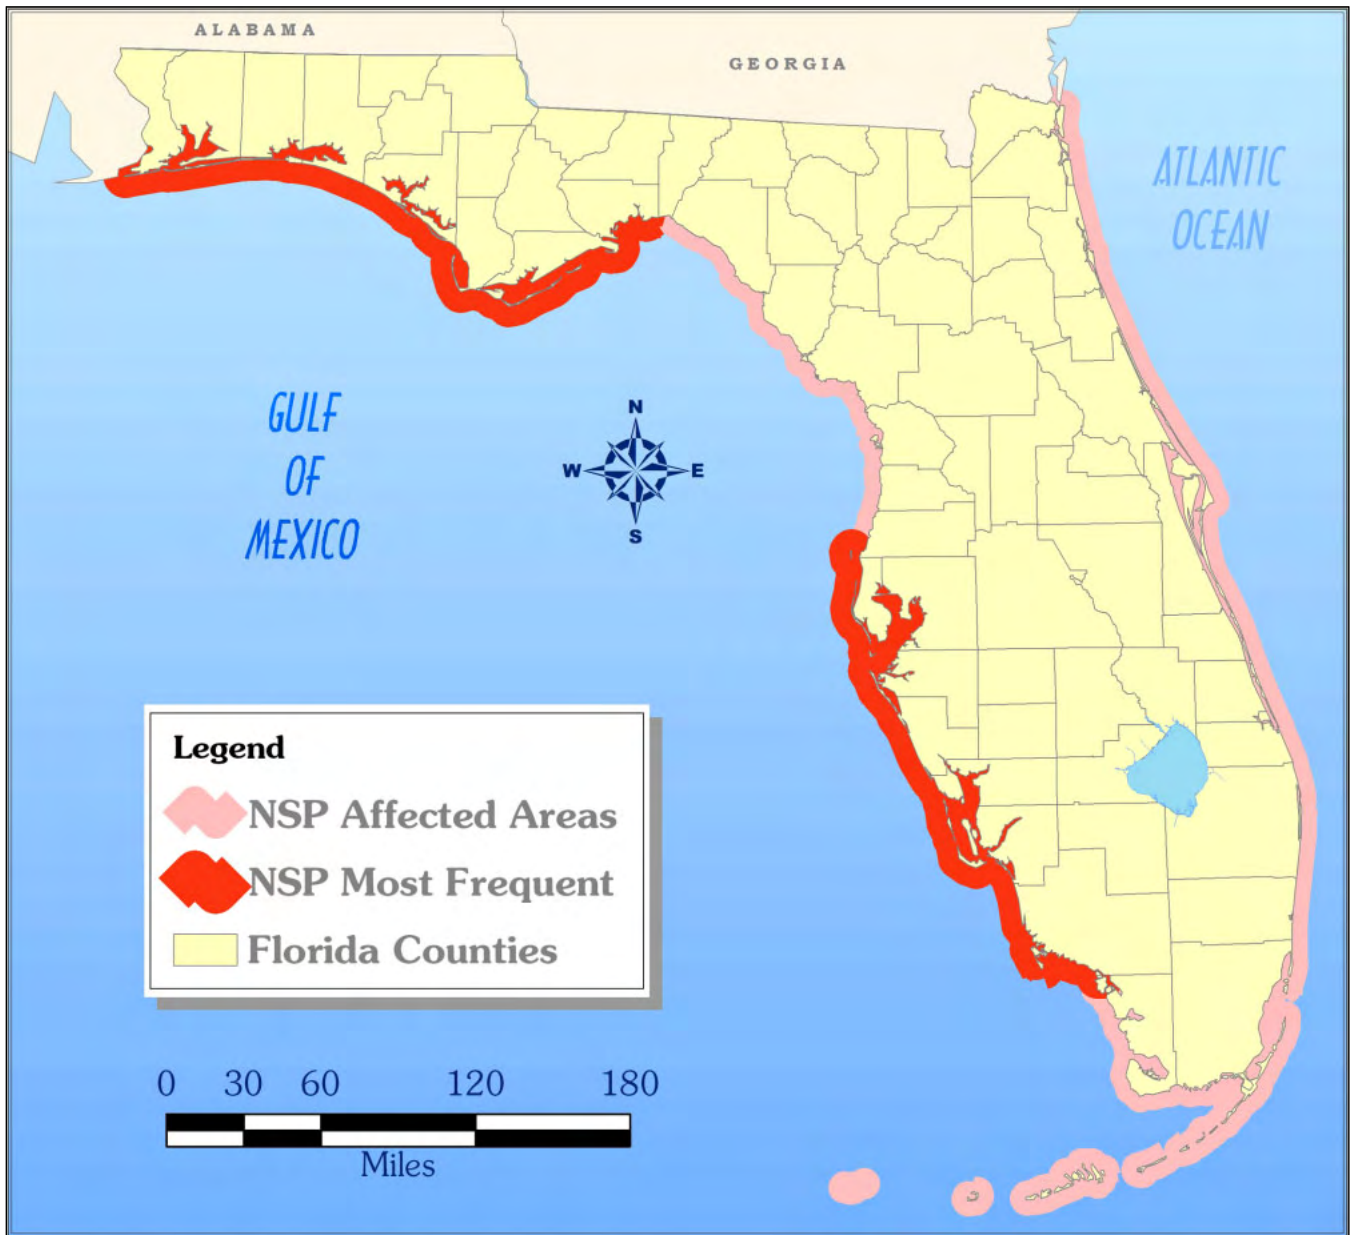 ALABAMA
GEORGIA
ATLANTIC
OCEAN
GULF
OF
MEXICO
N
W E
S
Legend
NSP Affected Areas
NSP Most Frequent
Florida Counties
0 30 60 120 180
Miles